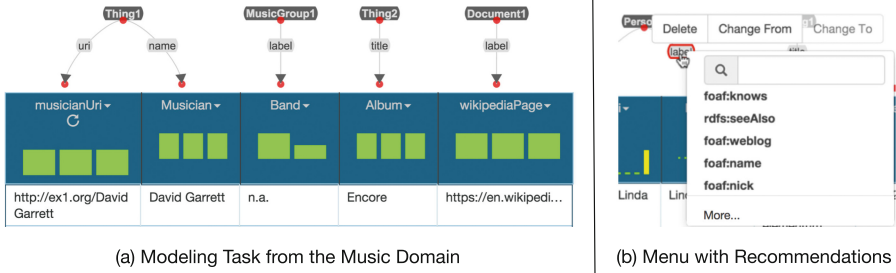 Thing1 MusicGroup1 Thing2 Document1
uri name label title label
musicianUri Musician Band Album wikipediaPage
http://ex1.org/David Garrett David Garrett n.a. Encore https://en.wikipedi...
(a) Modeling Task from the Music Domain
Perso
Delete Change From Change To
label
foaf:knows
rdfs:seeAlso
foaf:weblog
foaf:name
foaf:nick
Linda
More...
(b) Menu with Recommendations